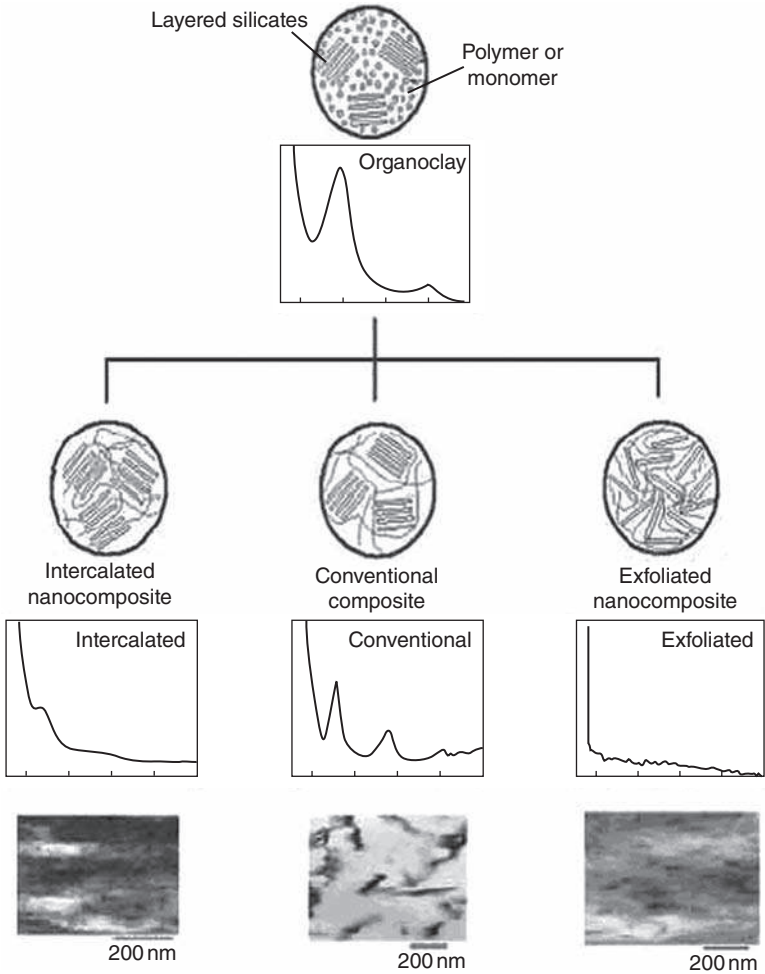 Layered silicates
Polymer or
monomer
Organoclay
Intercalated
nanocomposite
Conventional
composite
Exfoliated
nanocomposite
Intercalated
Conventional
Exfoliated
200 nm
200 nm
200 nm